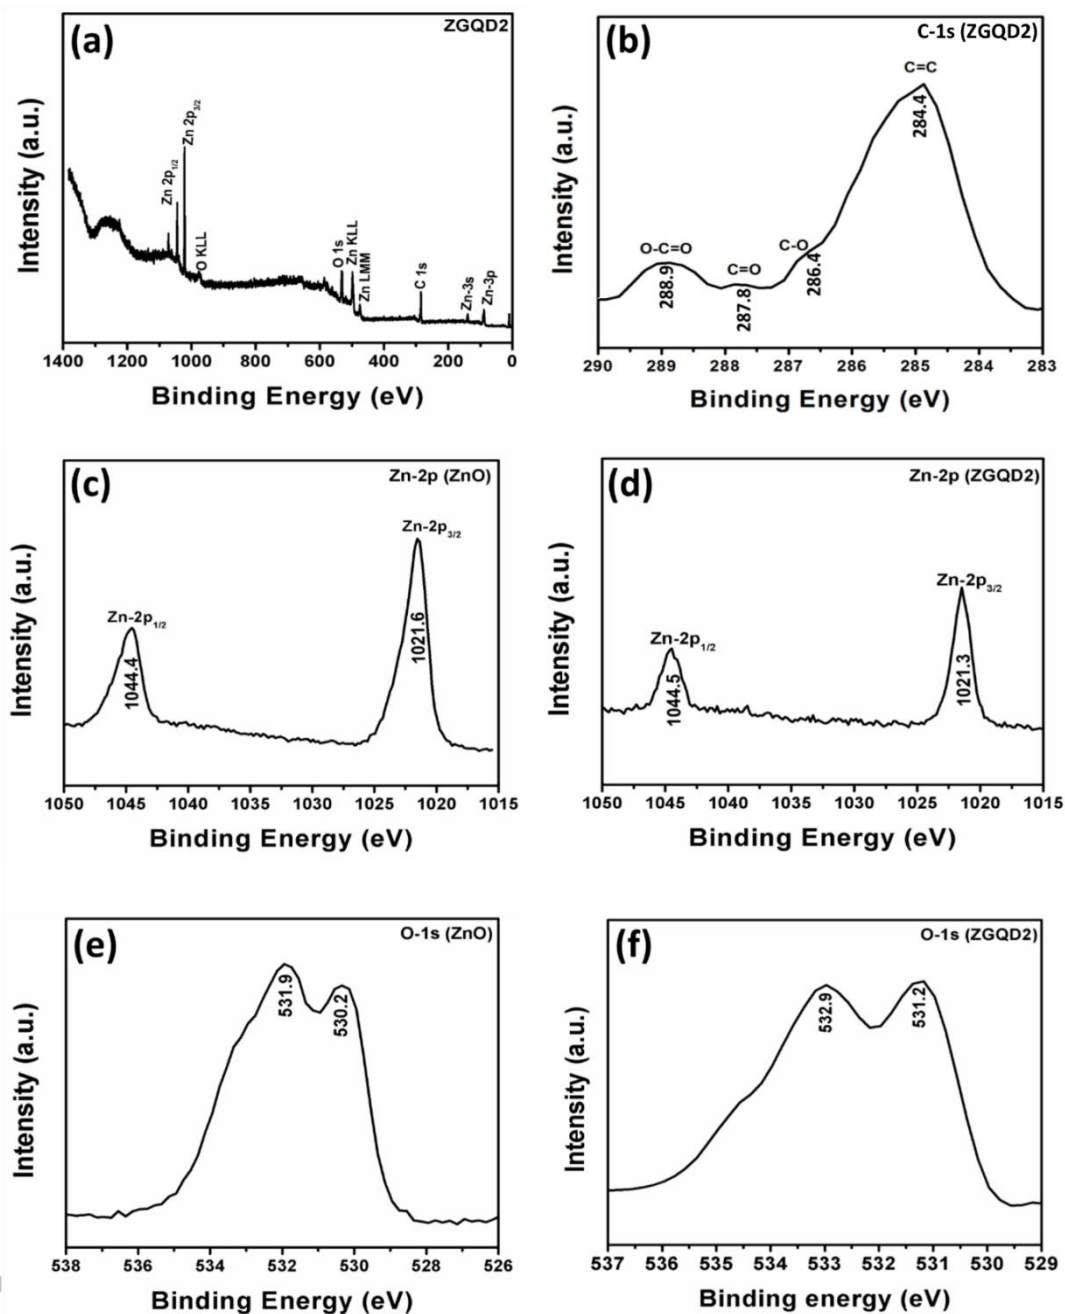 (a)
ZGQD2
Zn 2p1/2
Zn 2p3/2
O KLL
O 1s
Zn KLL
Zn LMM
C 1s
Zn-3s
Zn-3p
Intensity (a.u.)
1400 1200 1000 800 600 400 200 0
Binding Energy (eV)
(b)
C-1s (ZGQD2)
C=C
284.4
C-O
286.4
C=O
287.8
O-C=O
288.9
Intensity (a.u.)
290 289 288 287 286 285 284 283
Binding Energy (eV)
(c)
Zn-2p (ZnO)
Zn-2p3/2
1021.6
Zn-2p1/2
1044.4
Intensity (a.u.)
1050 1045 1040 1035 1030 1025 1020 1015
Binding Energy (eV)
(d)
Zn-2p (ZGQD2)
Zn-2p3/2
1021.3
Zn-2p1/2
1044.5
Intensity (a.u.)
1050 1045 1040 1035 1030 1025 1020 1015
Binding Energy (eV)
(e)
O-1s (ZnO)
531.9
530.2
Intensity (a.u.)
538 536 534 532 530 528 526
Binding Energy (eV)
(f)
O-1s (ZGQD2)
532.9
531.2
Intensity (a.u.)
537 536 535 534 533 532 531 530 529
Binding energy (eV)